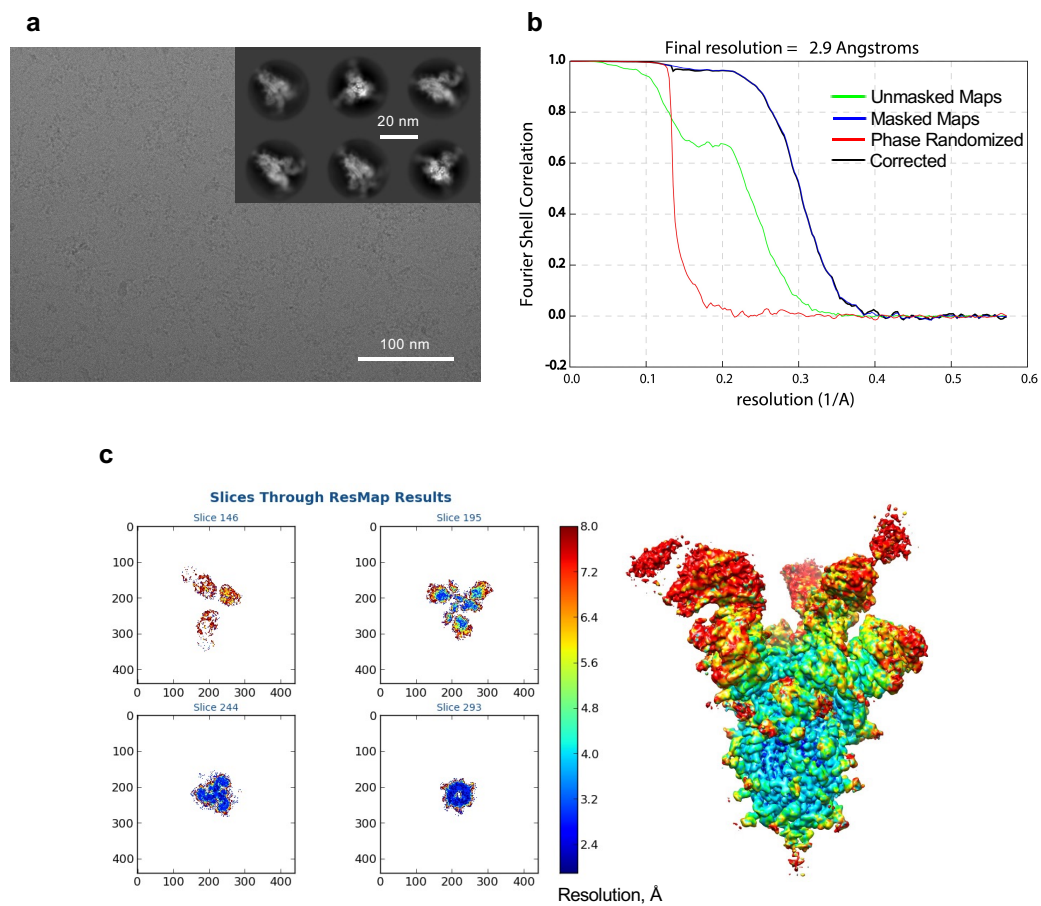 a
20 nm
100 nm
b
Final resolution = 2.9 Angstroms
1.0
0.8
0.6
0.4
0.2
0.0
-0.2
Unmasked Maps
Masked Maps
Phase Randomized
Corrected
Fourier Shell Correlation
0.0 0.1 0.2 0.3 0.4 0.5 0.6
resolution (1/A)
c
Slices Through ResMap Results
Slice 146
0
100
200
300
400
0 100 200 300 400
Slice 195
0
100
200
300
400
0 100 200 300 400
Slice 244
0
100
200
300
400
0 100 200 300 400
Slice 293
0
100
200
300
400
0 100 200 300 400
8.0
7.2
6.4
5.6
4.8
4.0
3.2
2.4
Resolution, Å